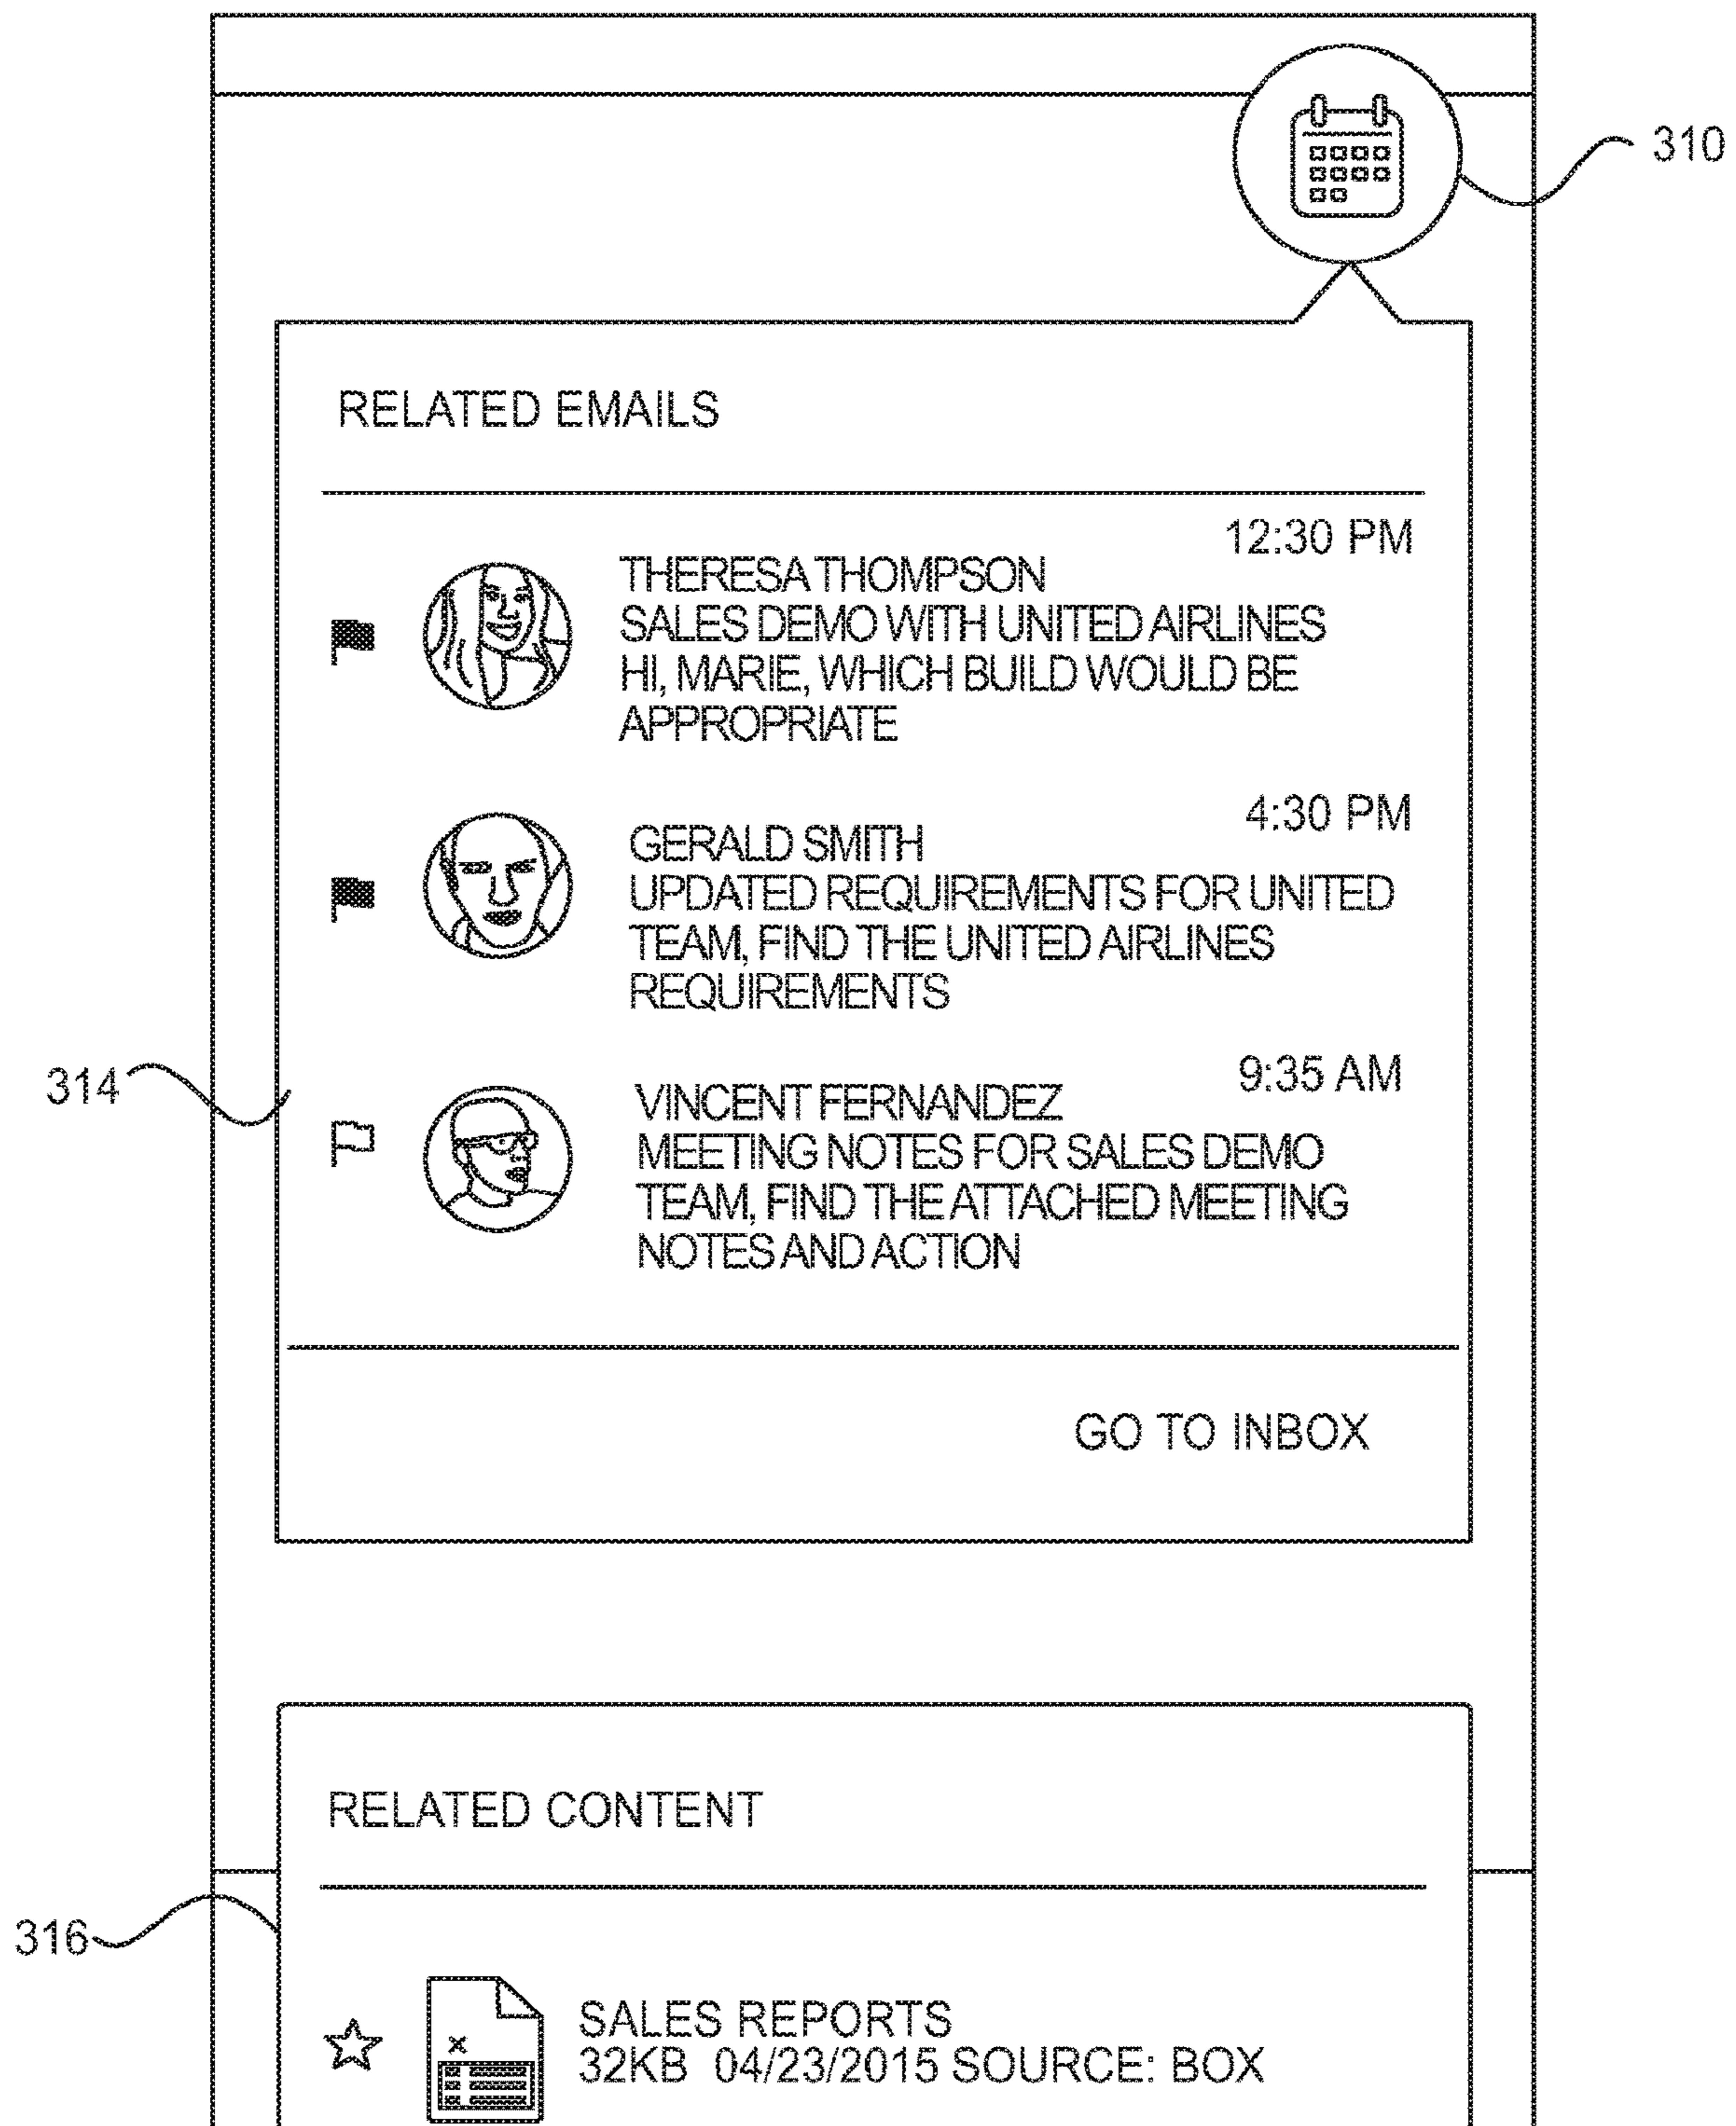 310
RELATED EMAILS
12:30 PM
THERESA THOMPSON
SALES DEMO WITH UNITED AIRLINES
HI, MARIE, WHICH BUILD WOULD BE
APPROPRIATE
4:30 PM
GERALD SMITH
UPDATED REQUIREMENTS FOR UNITED
TEAM, FIND THE UNITED AIRLINES
REQUIREMENTS
314
9:35 AM
VINCENT FERNANDEZ
MEETING NOTES FOR SALES DEMO
TEAM, FIND THE ATTACHED MEETING
NOTES AND ACTION
GO TO INBOX
RELATED CONTENT
316
SALES REPORTS
32KB 04/23/2015 SOURCE: BOX